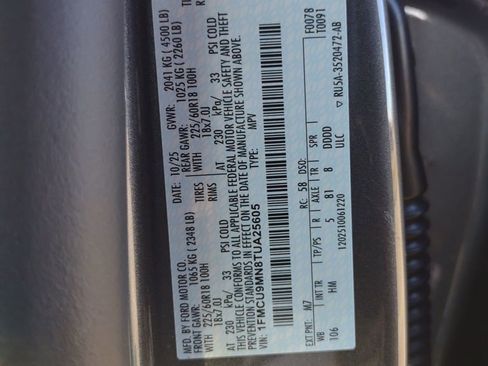 MFD. BY FORD MOTOR CO.
DATE: 10/25 GVWR: 2041 KG (4500 LB)
FRONT GAWR: 1065 KG (2348 LB) REAR GAWR: 1025 KG (2260 LB)
225/60R18 100H TIRES WITH 225/60R18 100H
18x7.0J RIMS 18x7.0J
AT 230 kPa/ 33 PSI COLD AT 230 kPa/ 33 PSI COLD
THIS VEHICLE CONFORMS TO ALL APPLICABLE FEDERAL MOTOR VEHICLE SAFETY AND THEFT
PREVENTION STANDARDS IN EFFECT ON THE DATE OF MANUFACTURE SHOWN ABOVE.
VIN: 1FMCU9MN8TUA25605 TYPE: MPV
F0078
T0091
EXT PNT: M7 RC: 5B DSO:
WB INT TR TP/PS R AXLE TR SPR
106 HM 5 81 8 DDDD
1202510061220 ULC
▽ RU5A-3520472-AB